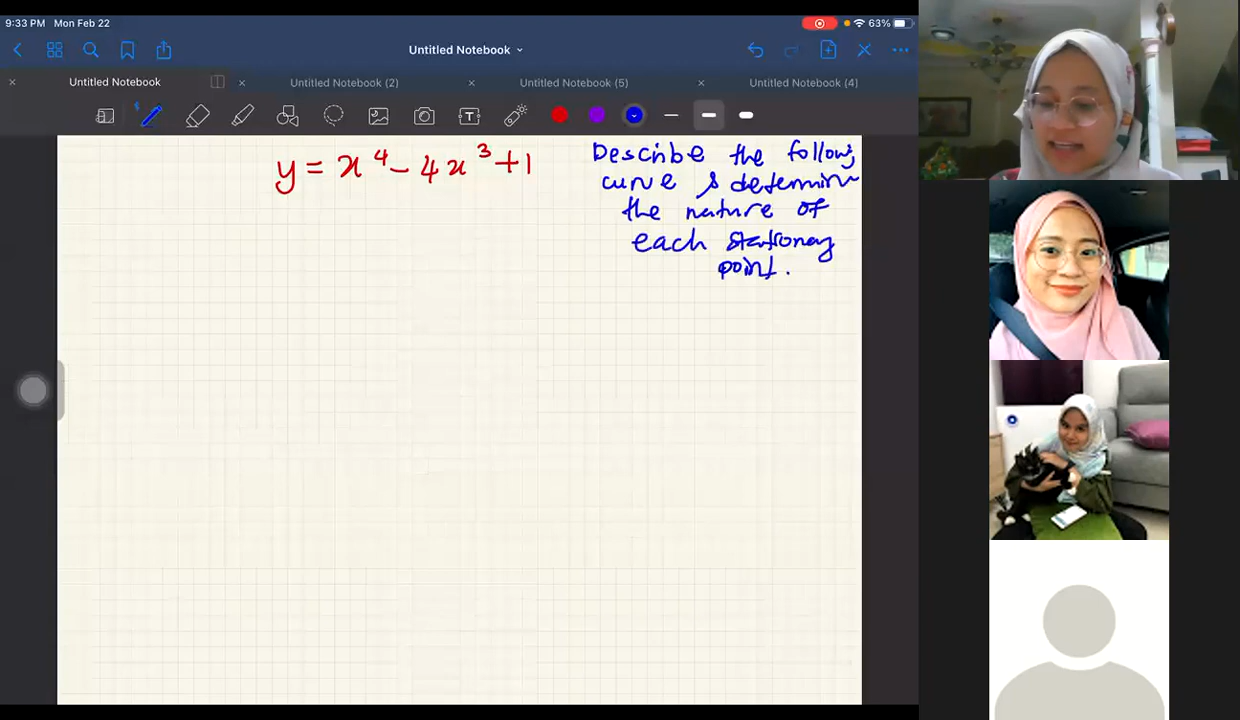 9:33 PM Mon Feb 22
63%
Untitled Notebook
Untitled Notebook
Untitled Notebook (2)
Untitled Notebook (5)
Untitled Notebook (4)
T
y = x⁴ - 4x³ + 1
Describe the following
curve & determine
the nature of
each stationary
point.